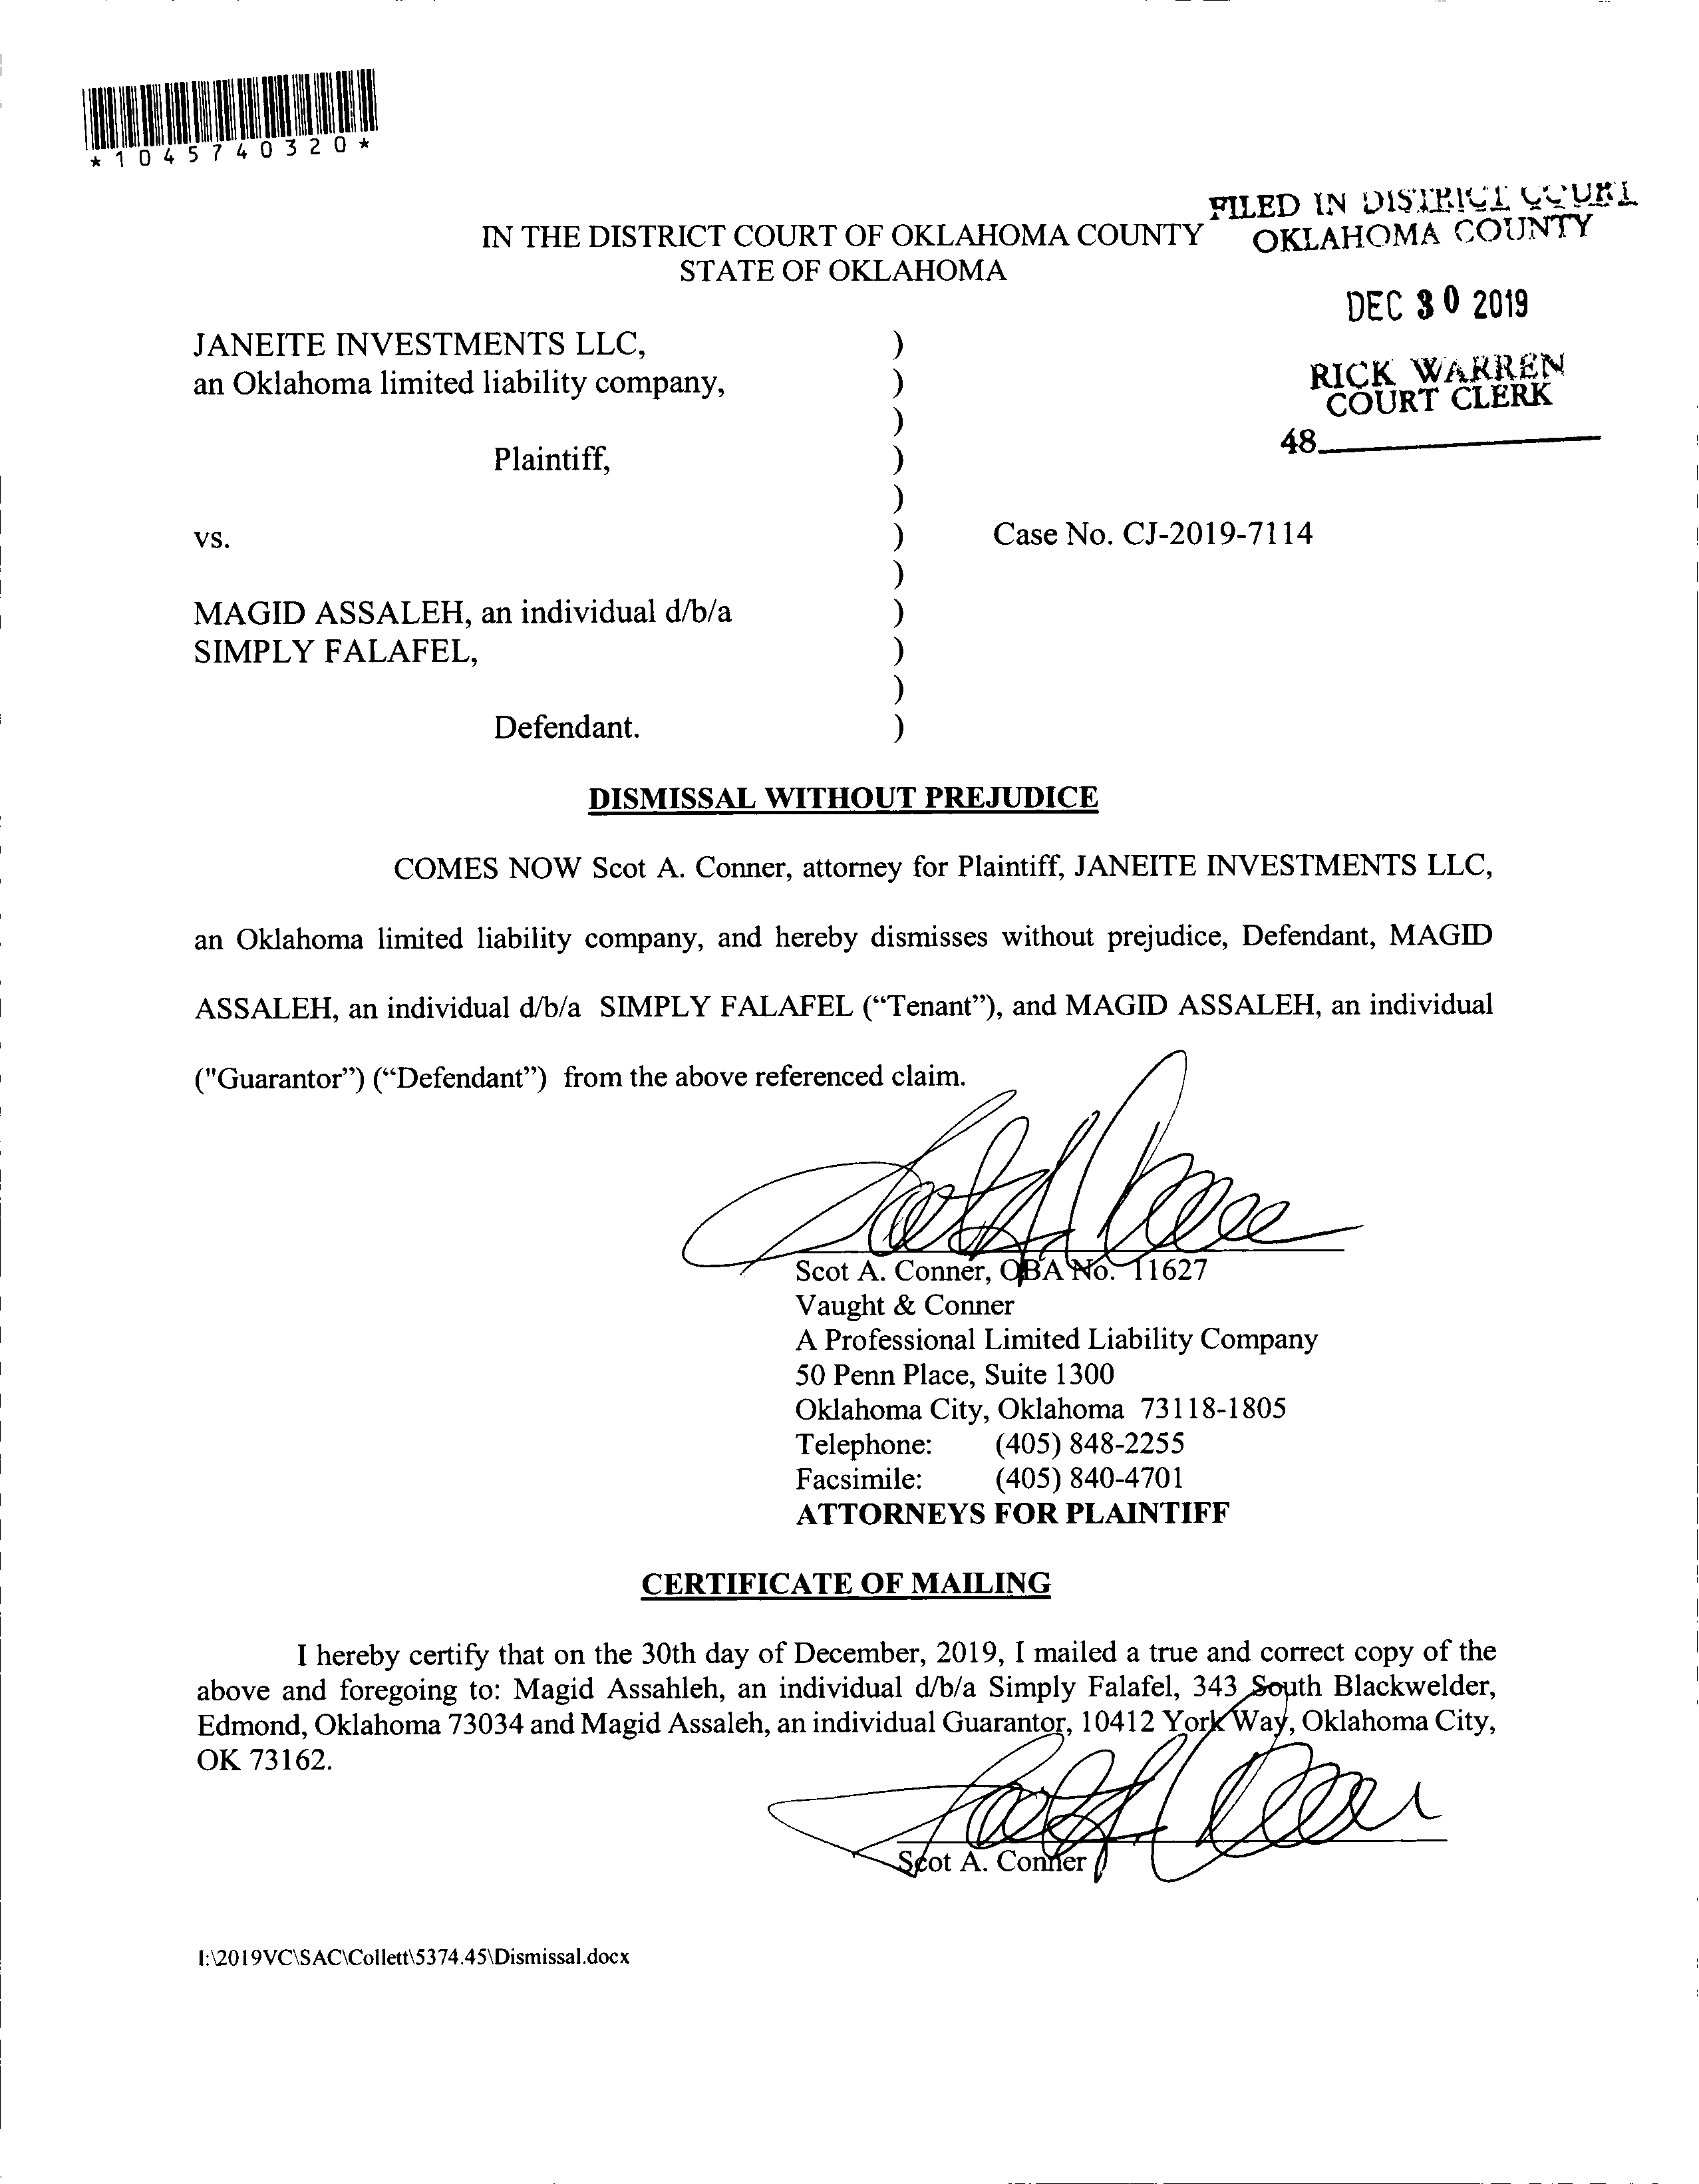 *1045740320*
FILED IN DISTRICT COURT
IN THE DISTRICT COURT OF OKLAHOMA COUNTY OKLAHOMA COUNTY
STATE OF OKLAHOMA
DEC 30 2019
JANEITE INVESTMENTS LLC, )
an Oklahoma limited liability company, )
RICK WARREN
COURT CLERK
)
48
Plaintiff, )
)
vs. ) Case No. CJ-2019-7114
)
MAGID ASSALEH, an individual d/b/a )
SIMPLY FALAFEL, )
)
Defendant. )
DISMISSAL WITHOUT PREJUDICE
COMES NOW Scot A. Conner, attorney for Plaintiff, JANEITE INVESTMENTS LLC,
an Oklahoma limited liability company, and hereby dismisses without prejudice, Defendant, MAGID
ASSALEH, an individual d/b/a SIMPLY FALAFEL (“Tenant”), and MAGID ASSALEH, an individual
("Guarantor”) (“Defendant”) from the above referenced claim.
Scot A. Conner, OBA No. 11627
Vaught & Conner
A Professional Limited Liability Company
50 Penn Place, Suite 1300
Oklahoma City, Oklahoma 73118-1805
Telephone: (405) 848-2255
Facsimile: (405) 840-4701
ATTORNEYS FOR PLAINTIFF
CERTIFICATE OF MAILING
I hereby certify that on the 30th day of December, 2019, I mailed a true and correct copy of the
above and foregoing to: Magid Assahleh, an individual d/b/a Simply Falafel, 343 South Blackwelder,
Edmond, Oklahoma 73034 and Magid Assaleh, an individual Guarantor, 10412 York Way, Oklahoma City,
OK 73162.
Scot A. Conner
I:\2019VC\SAC\Collett\5374.45\Dismissal.docx